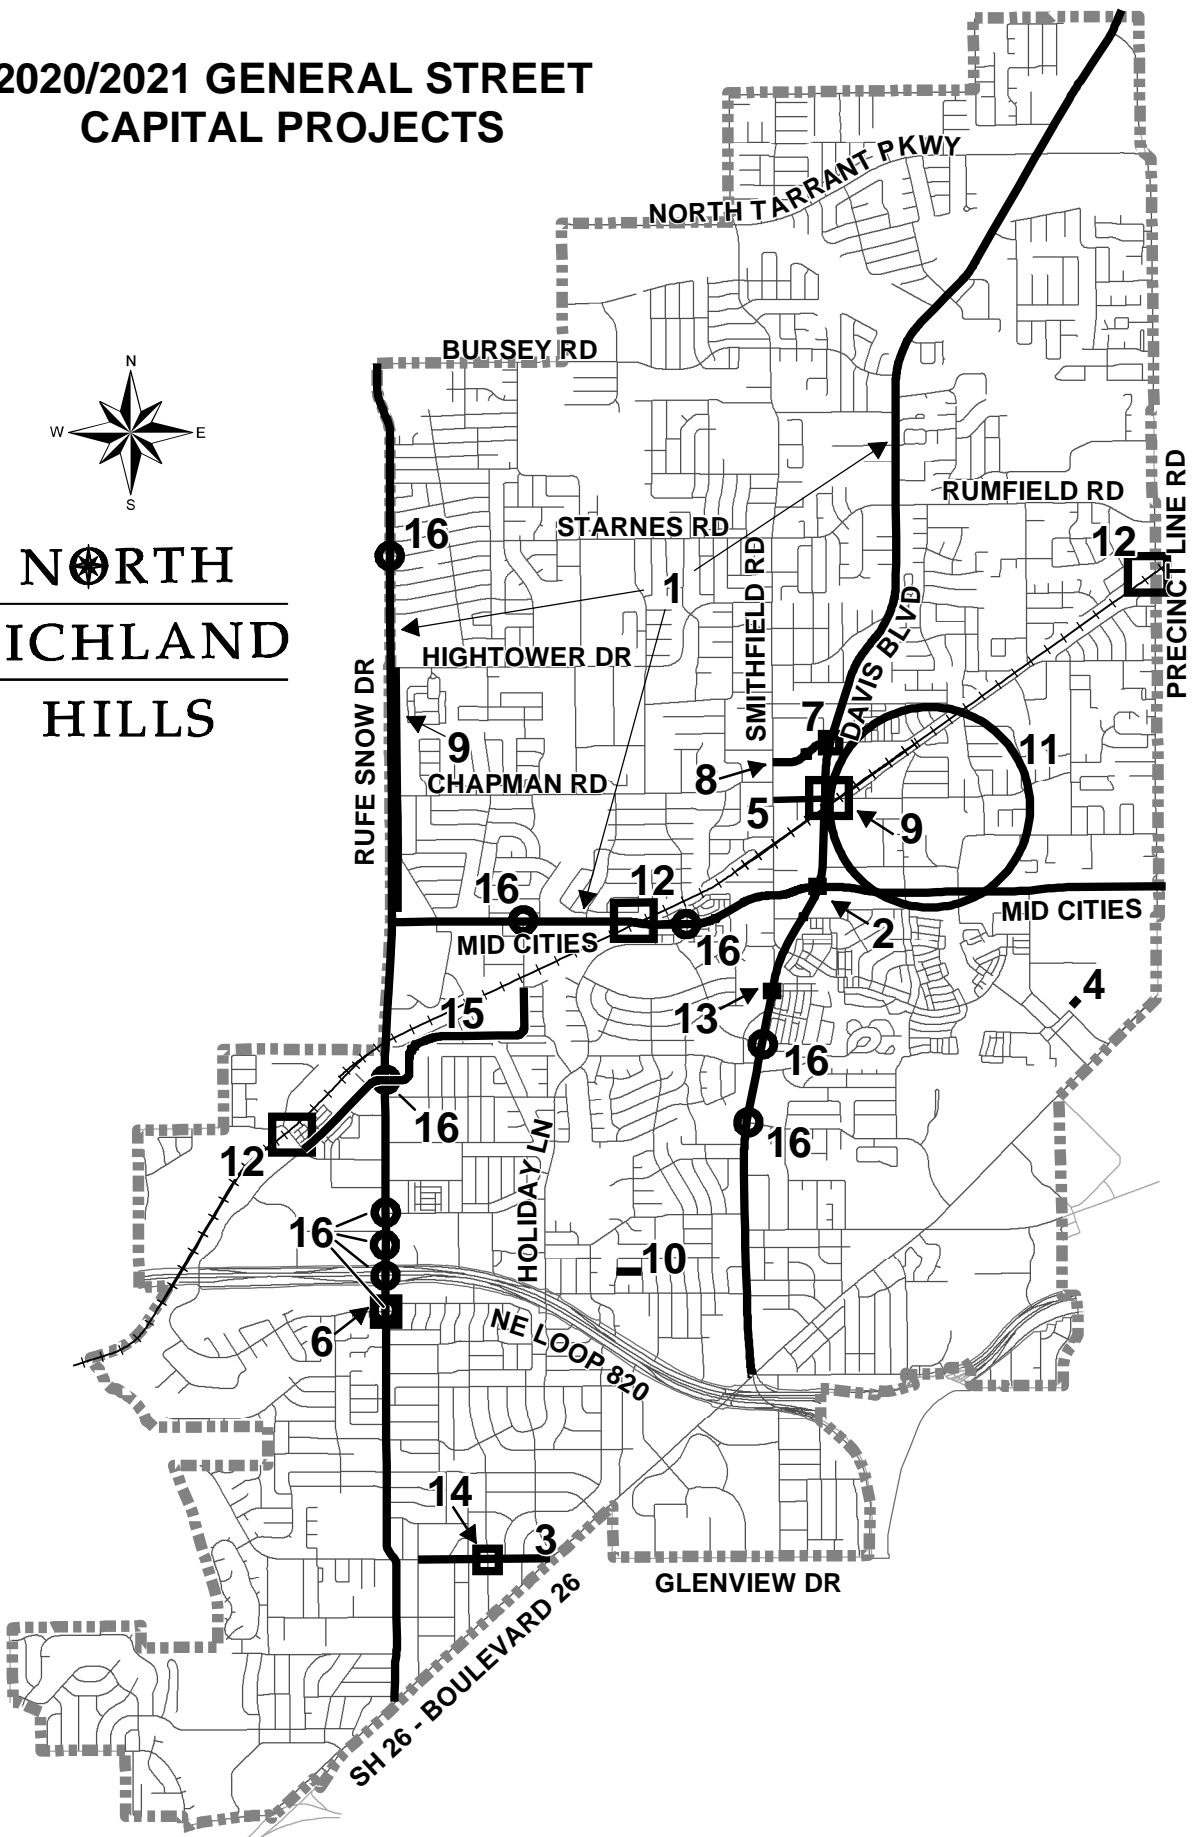 2020/2021 GENERAL STREET
CAPITAL PROJECTS
NORTH TARRANT PKWY
BURSEY RD
N
W
E
S
RUMFIELD RD
PRECINCT LINE RD
16
STARNES RD
12
NORTH
1
SMITHFIELD RD
DAVIS BLVD
ICHLAND
HIGHTOWER DR
HILLS
RUFE SNOW DR
7
9
11
8
CHAPMAN RD
5
9
16
12
MID CITIES
2
MID CITIES
16
4
15
13
16
16
HOLIDAY LN
16
12
16
10
NE LOOP 820
6
14
3
GLENVIEW DR
SH 26 - BOULEVARD 26